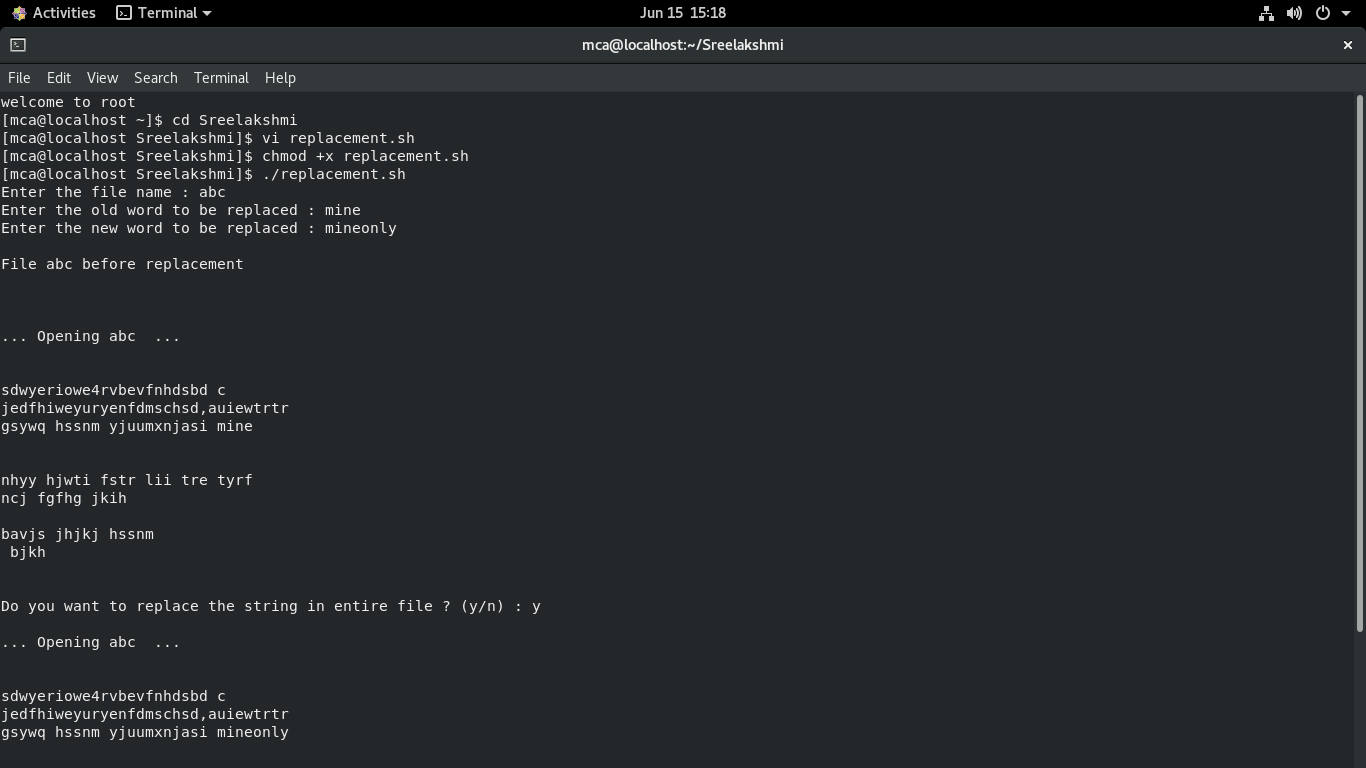 Activities Terminal Jun 15 15:18
mca@localhost:~/Sreelakshmi ×
File Edit View Search Terminal Help
welcome to root
[mca@localhost ~]$ cd Sreelakshmi
[mca@localhost Sreelakshmi]$ vi replacement.sh
[mca@localhost Sreelakshmi]$ chmod +x replacement.sh
[mca@localhost Sreelakshmi]$ ./replacement.sh
Enter the file name : abc
Enter the old word to be replaced : mine
Enter the new word to be replaced : mineonly
File abc before replacement
... Opening abc  ...
sdwyeriowe4rvbevfnhdsbd c
jedfhiweyuryenfdmschsd,auiewtrtr
gsywq hssnm yjuumxnjasi mine
nhyy hjwti fstr lii tre tyrf
ncj fgfhg jkih
bavjs jhjkj hssnm
 bjkh
Do you want to replace the string in entire file ? (y/n) : y
... Opening abc  ...
sdwyeriowe4rvbevfnhdsbd c
jedfhiweyuryenfdmschsd,auiewtrtr
gsywq hssnm yjuumxnjasi mineonly